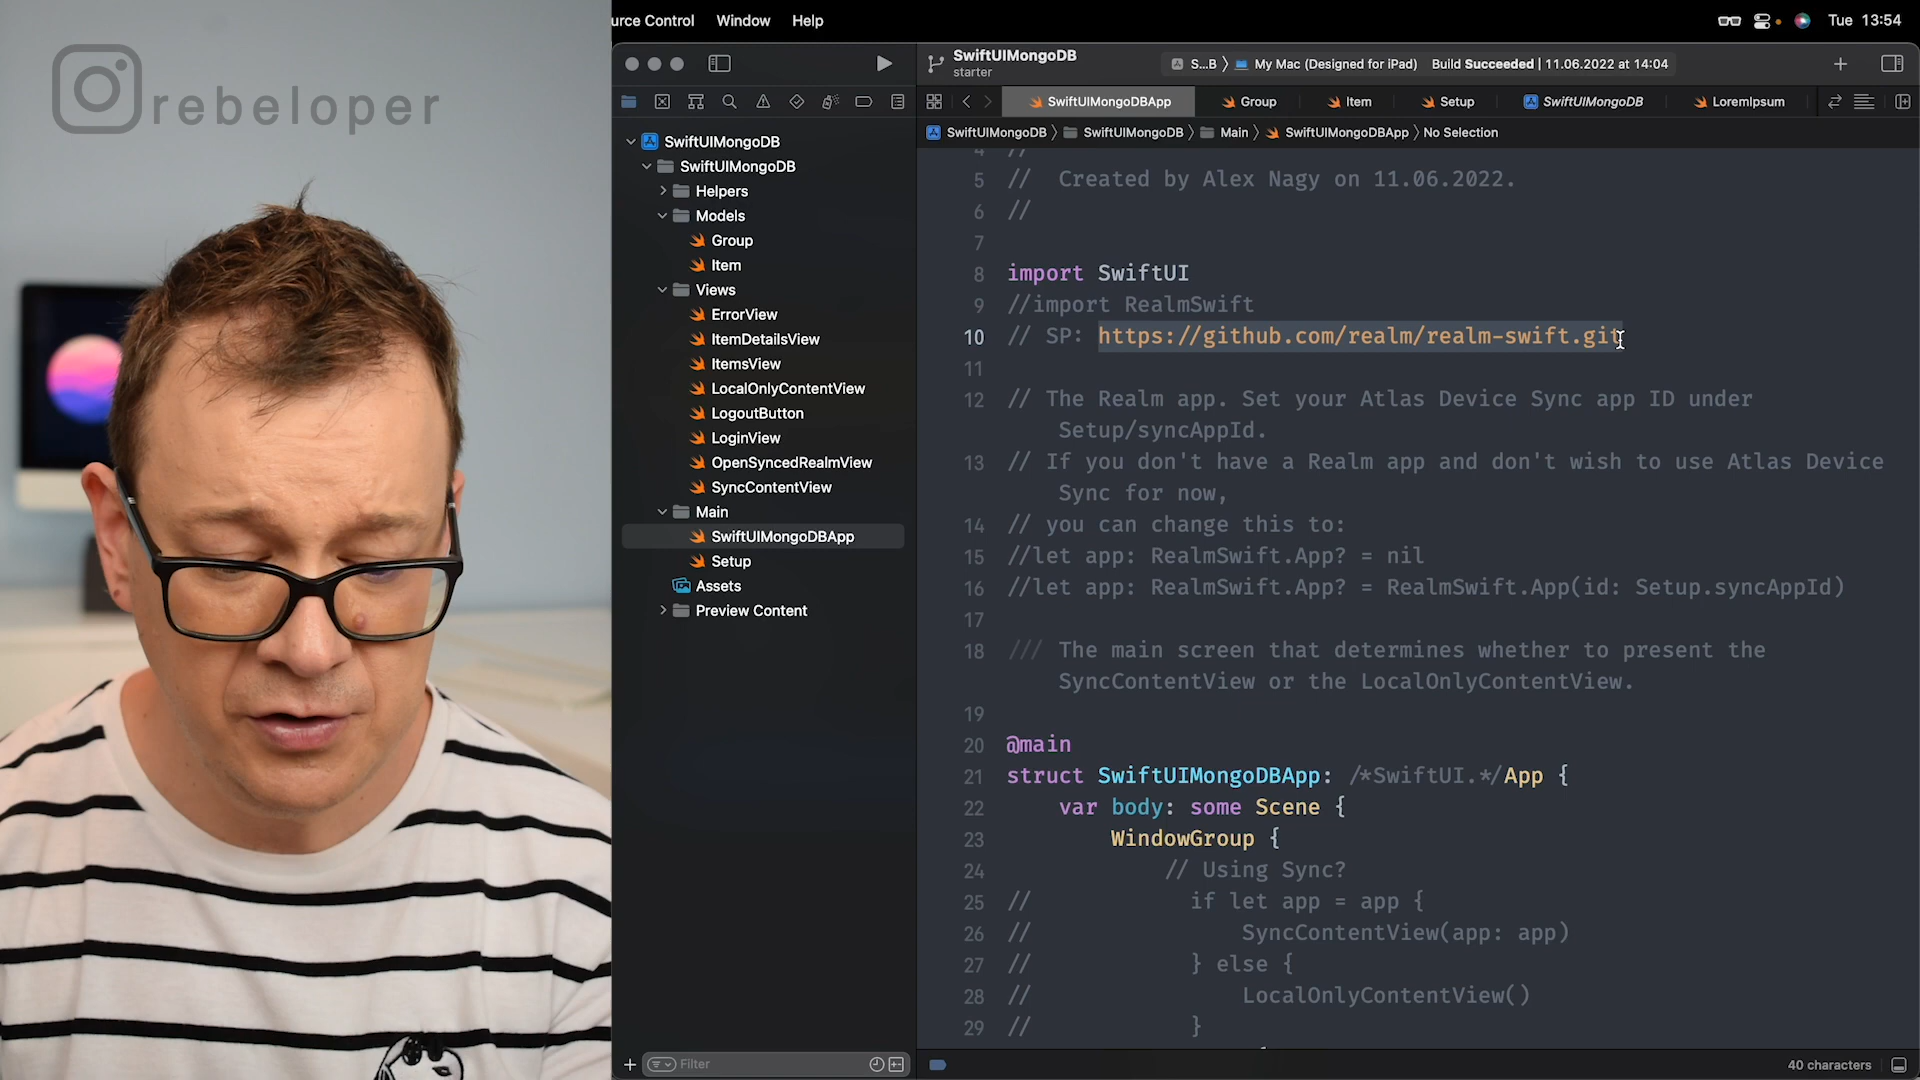 rebeloper
urce Control Window Help
Tue 13:54
SwiftUIMongoDB
starter
S...B 〉 My Mac (Designed for iPad) Build Succeeded | 11.06.2022 at 14:04
SwiftUIMongoDBApp Group Item Setup SwiftUIMongoDB LoremIpsum
SwiftUIMongoDB 〉 SwiftUIMongoDB 〉 Main 〉 SwiftUIMongoDBApp 〉 No Selection
SwiftUIMongoDB
SwiftUIMongoDB
Helpers
Models
Group
Item
Views
ErrorView
ItemDetailsView
ItemsView
LocalOnlyContentView
LogoutButton
LoginView
OpenSyncedRealmView
SyncContentView
Main
SwiftUIMongoDBApp
Setup
Assets
Preview Content
Filter
4 //
5 // Created by Alex Nagy on 11.06.2022.
6 //
7
8 import SwiftUI
9 //import RealmSwift
10 // SP: https://github.com/realm/realm-swift.git
11
12 // The Realm app. Set your Atlas Device Sync app ID under
Setup/syncAppId.
13 // If you don't have a Realm app and don't wish to use Atlas Device
Sync for now,
14 // you can change this to:
15 //let app: RealmSwift.App? = nil
16 //let app: RealmSwift.App? = RealmSwift.App(id: Setup.syncAppId)
17
18 /// The main screen that determines whether to present the
SyncContentView or the LocalOnlyContentView.
19
20 @main
21 struct SwiftUIMongoDBApp: /*SwiftUI.*/App {
22 var body: some Scene {
23 WindowGroup {
24 // Using Sync?
25 // if let app = app {
26 // SyncContentView(app: app)
27 // } else {
28 // LocalOnlyContentView()
29 // }
40 characters